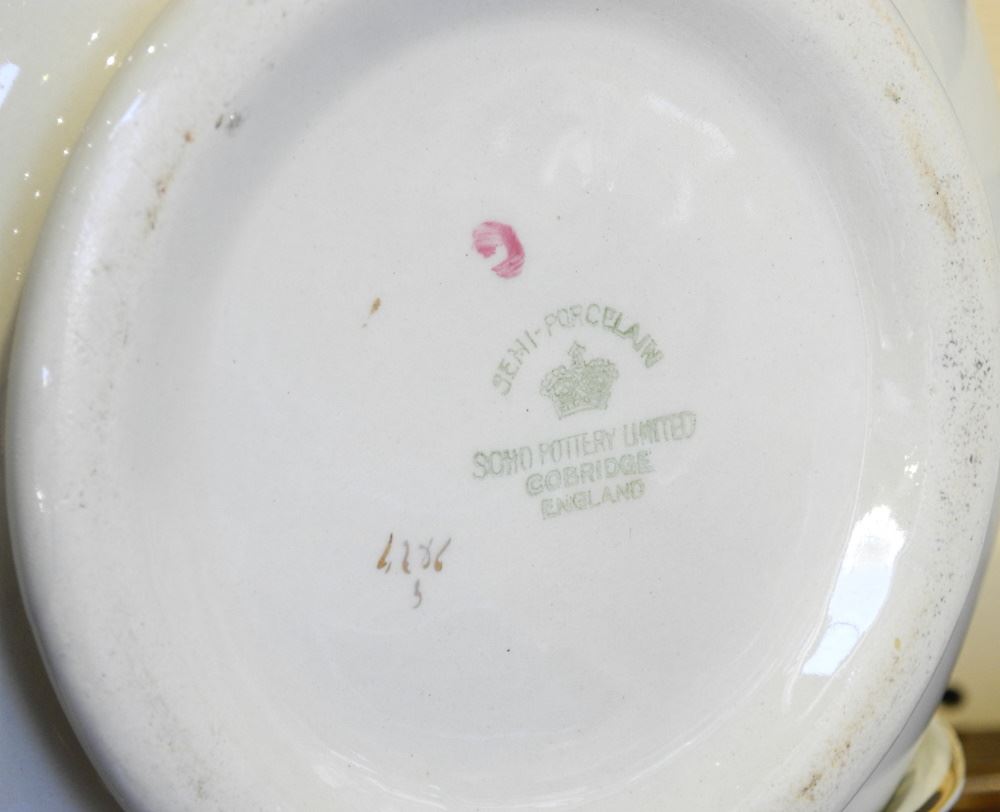 SEMI-PORCELAIN
SOHO POTTERY LIMITED
COBRIDGE
ENGLAND